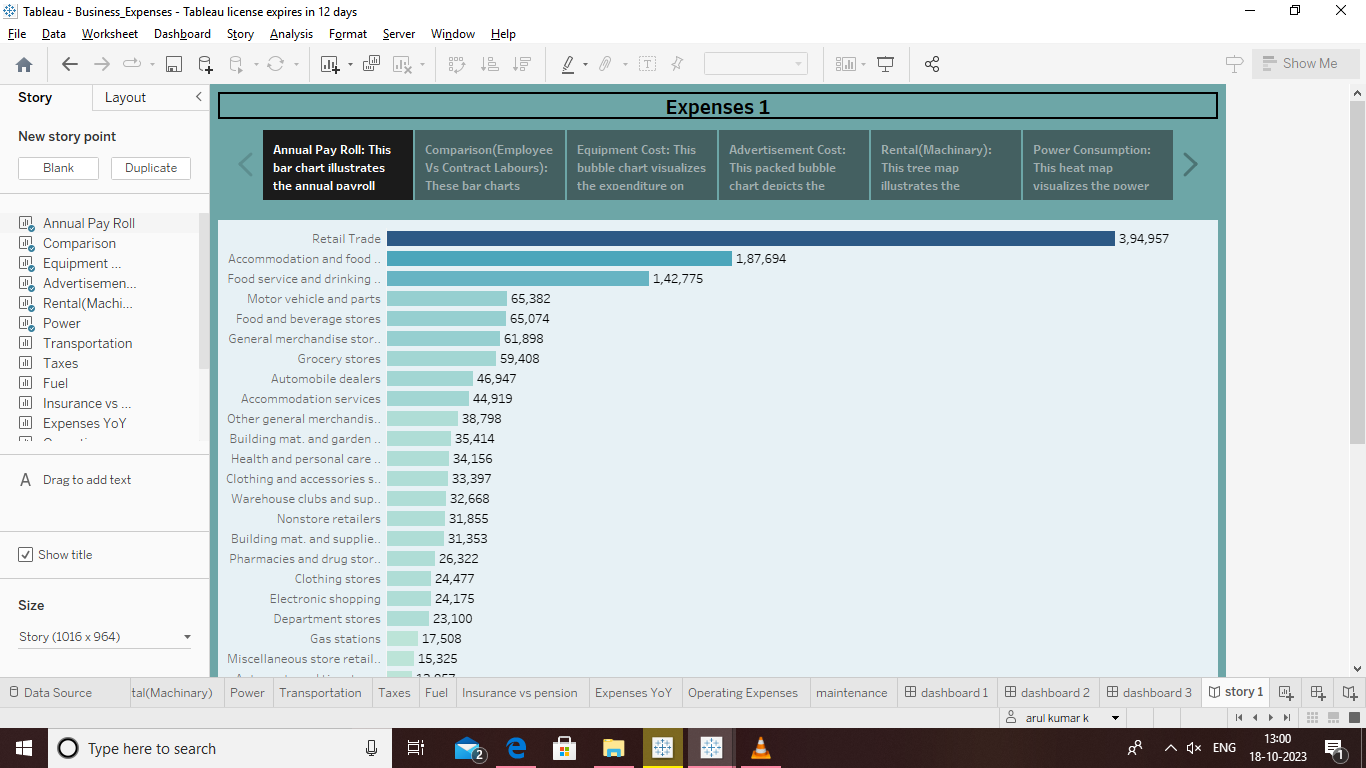 Tableau - Business_Expenses - Tableau license expires in 12 days
File Data Worksheet Dashboard Story Analysis Format Server Window Help
Show Me
Story Layout
New story point
Blank Duplicate
Annual Pay Roll
Comparison
Equipment ...
Advertisemen...
Rental(Machi...
Power
Transportation
Taxes
Fuel
Insurance vs ...
Expenses YoY
A Drag to add text
Show title
Size
Story (1016 x 964)
Expenses 1
Annual Pay Roll: This
bar chart illustrates
the annual payroll
Comparison(Employee
Vs Contract Labours):
These bar charts
Equipment Cost: This
bubble chart visualizes
the expenditure on
Advertisement Cost:
This packed bubble
chart depicts the
Rental(Machinery):
This tree map
illustrates the
Power Consumption:
This heat map
visualizes the power
Retail Trade 3,94,957
Accommodation and food .. 1,87,694
Food service and drinking .. 1,42,775
Motor vehicle and parts 65,382
Food and beverage stores 65,074
General merchandise stor.. 61,898
Grocery stores 59,408
Automobile dealers 46,947
Accommodation services 44,919
Other general merchandis.. 38,798
Building mat. and garden .. 35,414
Health and personal care .. 34,156
Clothing and accessories s.. 33,397
Warehouse clubs and sup.. 32,668
Nonstore retailers 31,855
Building mat. and supplie.. 31,353
Pharmacies and drug stor.. 26,322
Clothing stores 24,477
Electronic shopping 24,175
Department stores 23,100
Gas stations 17,508
Miscellaneous store retail.. 15,325
Data Source tal(Machinary) Power Transportation Taxes Fuel Insurance vs pension Expenses YoY Operating Expenses maintenance dashboard 1 dashboard 2 dashboard 3 story 1
arul kumar k
Type here to search
2
ENG
13:00
18-10-2023
1